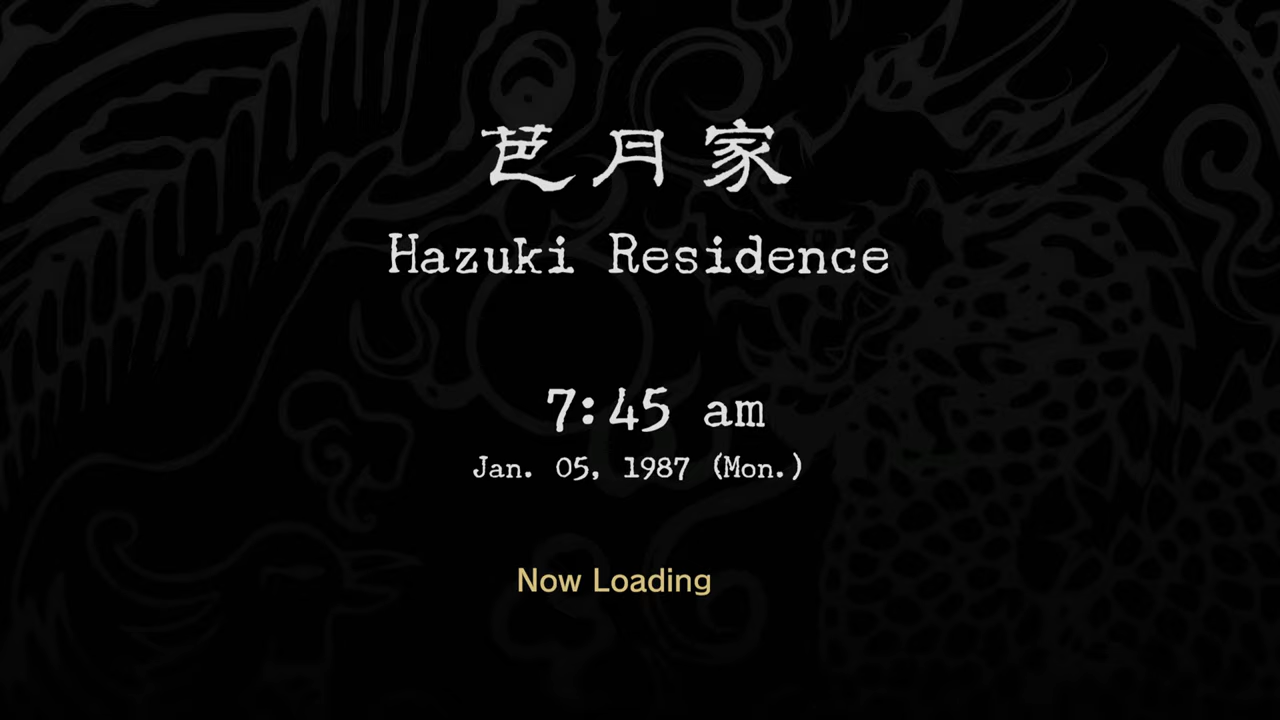 芭月家
Hazuki Residence
7:45 am
Jan. 05, 1987 (Mon.)
Now Loading